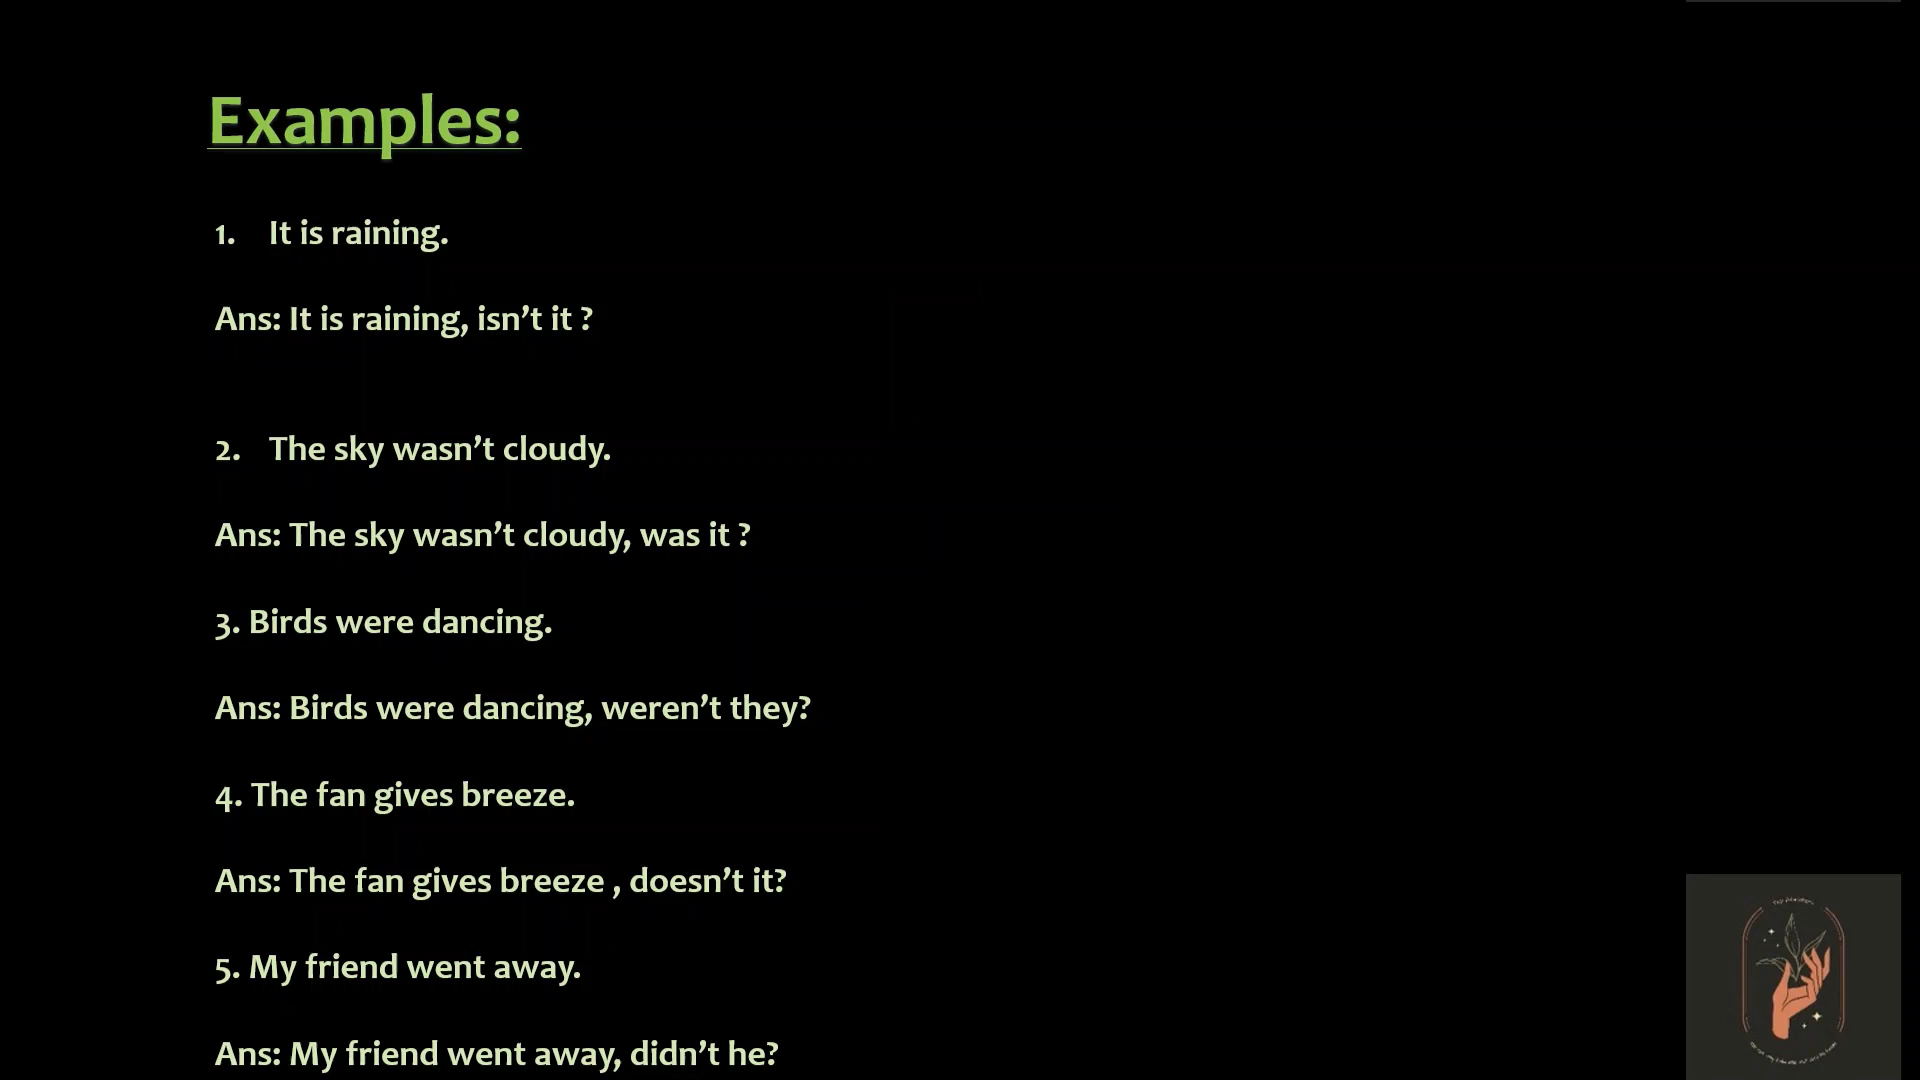 Examples:
1. It is raining.
Ans: It is raining, isn’t it ?
2. The sky wasn’t cloudy.
Ans: The sky wasn’t cloudy, was it ?
3. Birds were dancing.
Ans: Birds were dancing, weren’t they?
4. The fan gives breeze.
Ans: The fan gives breeze , doesn’t it?
5. My friend went away.
Ans: My friend went away, didn’t he?